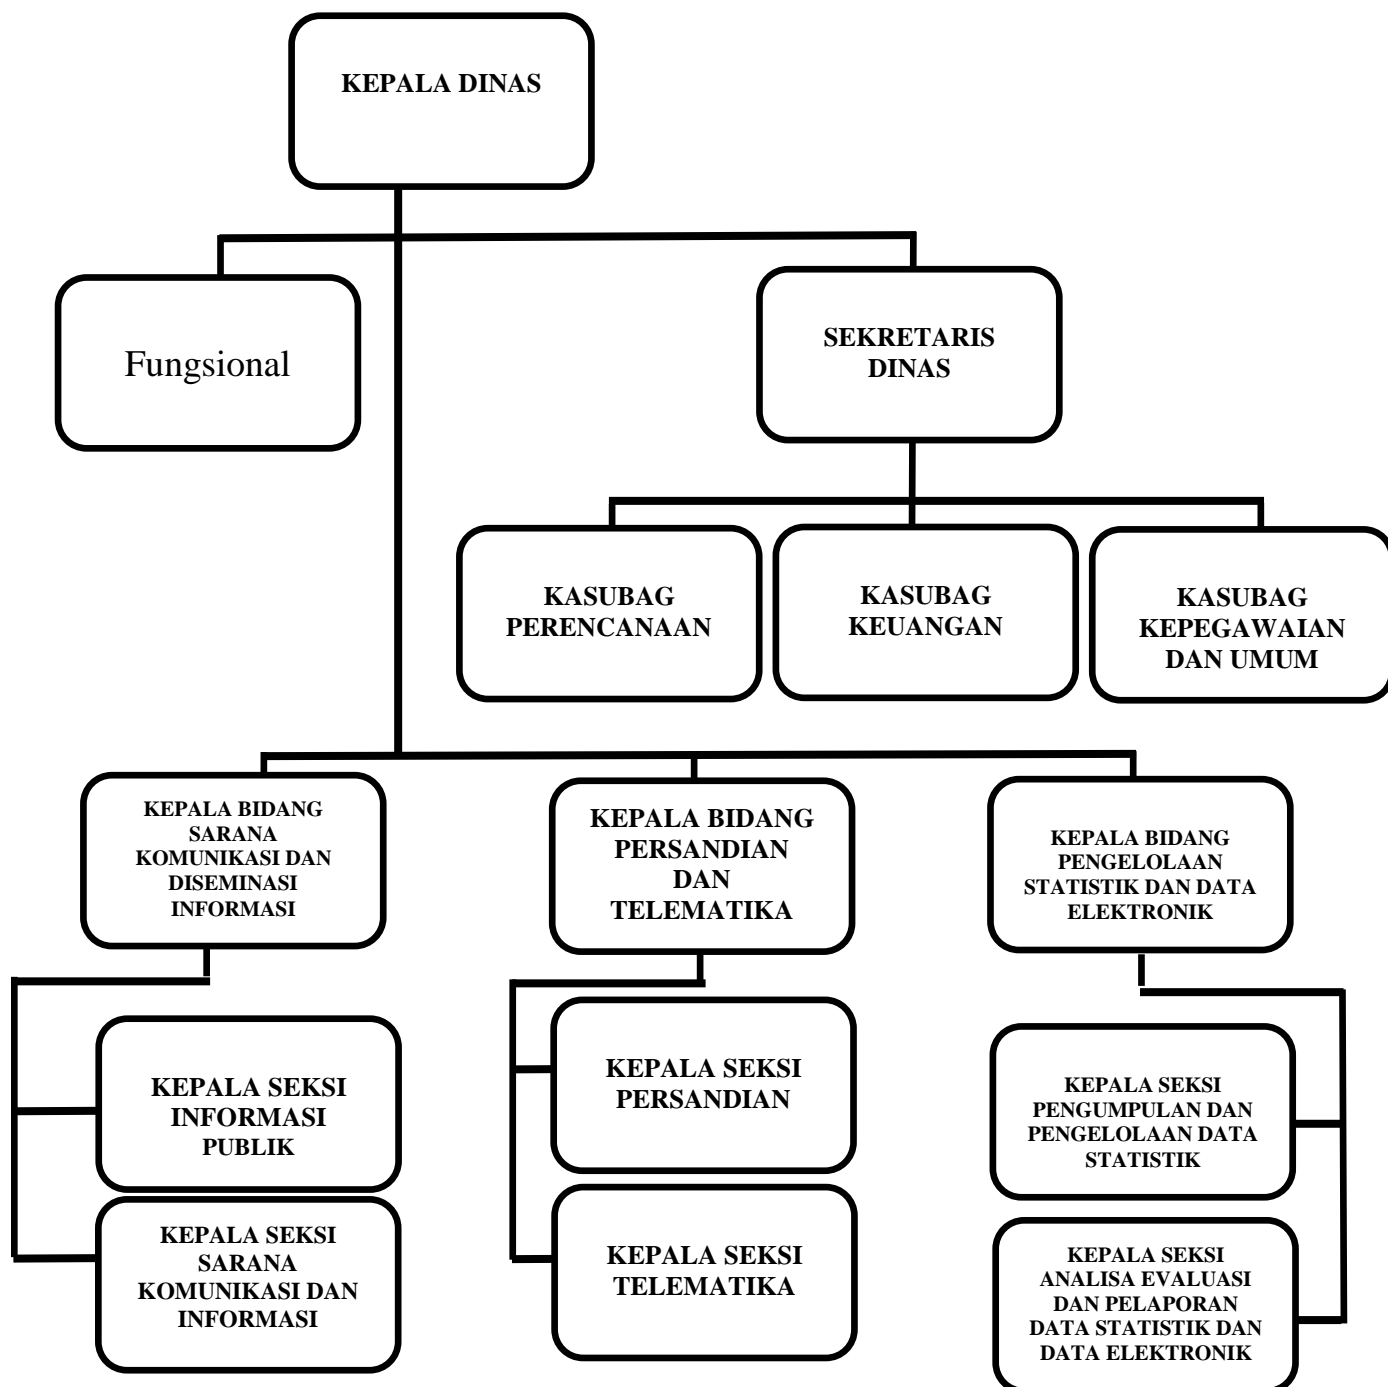 KEPALA DINAS
Fungsional
SEKRETARIS
DINAS
KASUBAG
PERENCANAAN
KASUBAG
KEUANGAN
KASUBAG
KEPEGAWAIAN
DAN UMUM
KEPALA BIDANG
SARANA
KOMUNIKASI DAN
DISEMINASI
INFORMASI
KEPALA BIDANG
PERSANDIAN
DAN
TELEMATIKA
KEPALA BIDANG
PENGELOLAAN
STATISTIK DAN DATA
ELEKTRONIK
KEPALA SEKSI
INFORMASI
PUBLIK
KEPALA SEKSI
PERSANDIAN
KEPALA SEKSI
PENGUMPULAN DAN
PENGELOLAAN DATA
STATISTIK
KEPALA SEKSI
SARANA
KOMUNIKASI DAN
INFORMASI
KEPALA SEKSI
TELEMATIKA
KEPALA SEKSI
ANALISA EVALUASI
DAN PELAPORAN
DATA STATISTIK DAN
DATA ELEKTRONIK